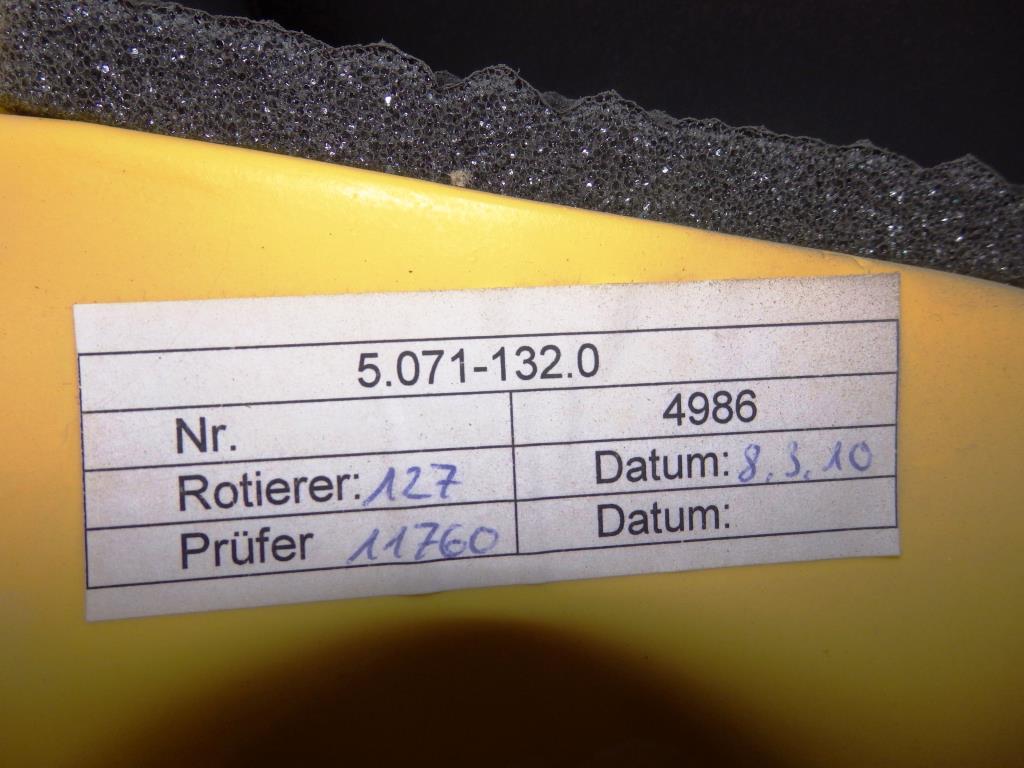 5.071-132.0
Nr. 4986
Rotierer: 127 Datum: 8.3.10
Prüfer 11760 Datum: